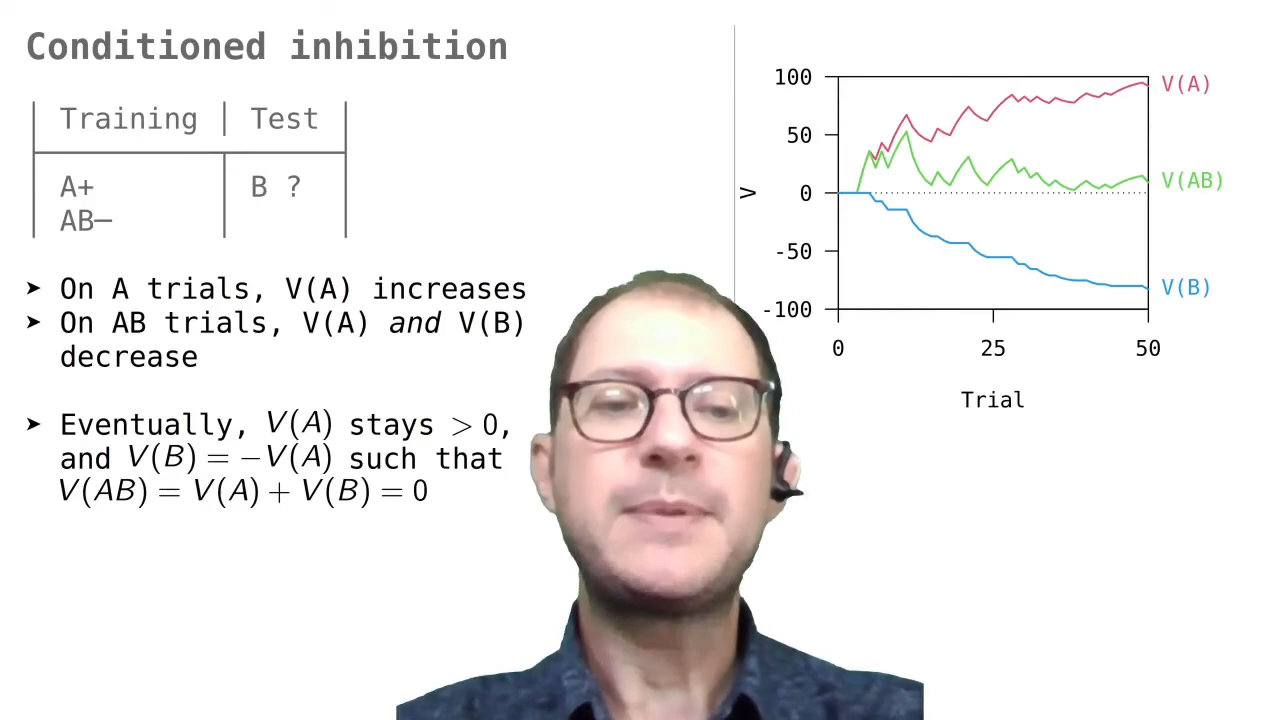 Conditioned inhibition
Training Test
A+ B ?
AB−
➤ On A trials, V(A) increases
➤ On AB trials, V(A) and V(B)
decrease
➤ Eventually, V(A) stays > 0,
and V(B) = −V(A) such that
V(AB) = V(A) + V(B) = 0
100
50
0
-50
-100
V
0 25 50
Trial
V(A)
V(AB)
V(B)